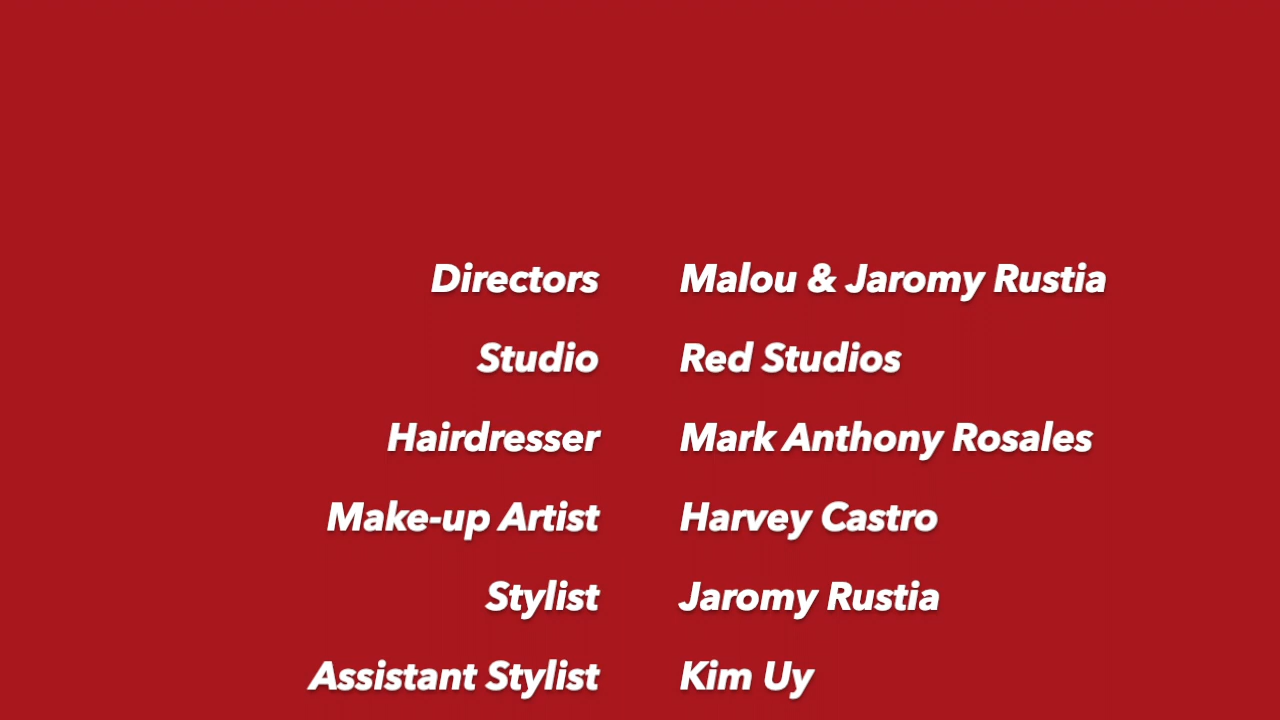 Directors Malou & Jaromy Rustia
Studio Red Studios
Hairdresser Mark Anthony Rosales
Make-up Artist Harvey Castro
Stylist Jaromy Rustia
Assistant Stylist Kim Uy